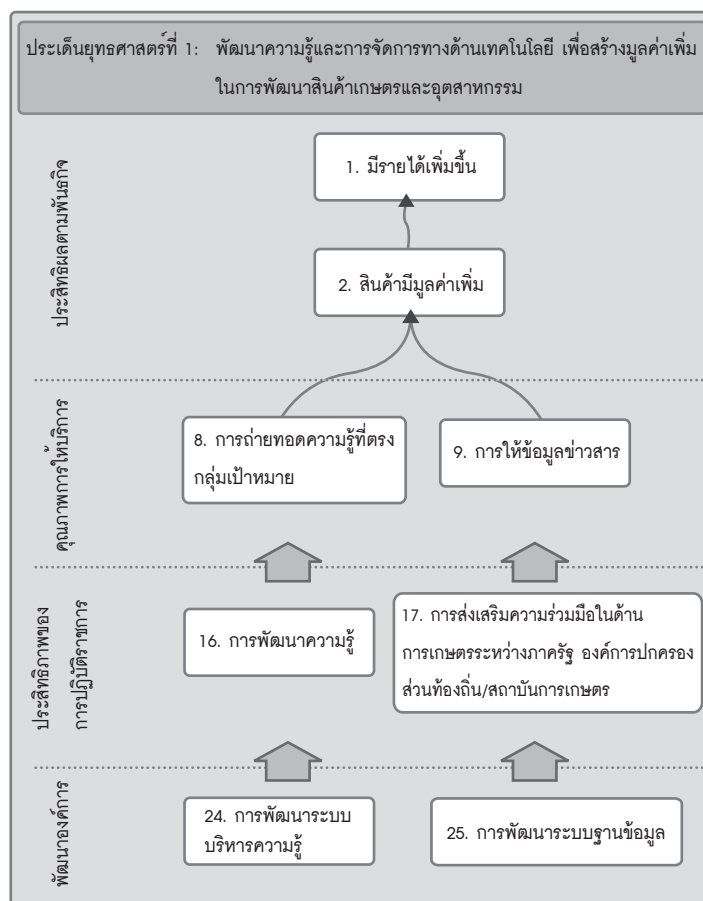 ประเด็นยุทธศาสตร์ที่ 1: พัฒนาความรู้และการจัดการทางด้านเทคโนโลยี เพื่อสร้างมูลค่าเพิ่ม
ในการพัฒนาสินค้าเกษตรและอุตสาหกรรม
ประสิทธิผลตามพันธกิจ
1. มีรายได้เพิ่มขึ้น
2. สินค้ามีมูลค่าเพิ่ม
คุณภาพการให้บริการ
8. การถ่ายทอดความรู้ที่ตรง
กลุ่มเป้าหมาย
9. การให้ข้อมูลข่าวสาร
ประสิทธิภาพของ
การปฏิบัติราชการ
16. การพัฒนาความรู้
17. การส่งเสริมความร่วมมือในด้าน
การเกษตรระหว่างภาครัฐ องค์การปกครอง
ส่วนท้องถิ่น/สถาบันการเกษตร
พัฒนาองค์การ
24. การพัฒนาระบบ
บริหารความรู้
25. การพัฒนาระบบฐานข้อมูล